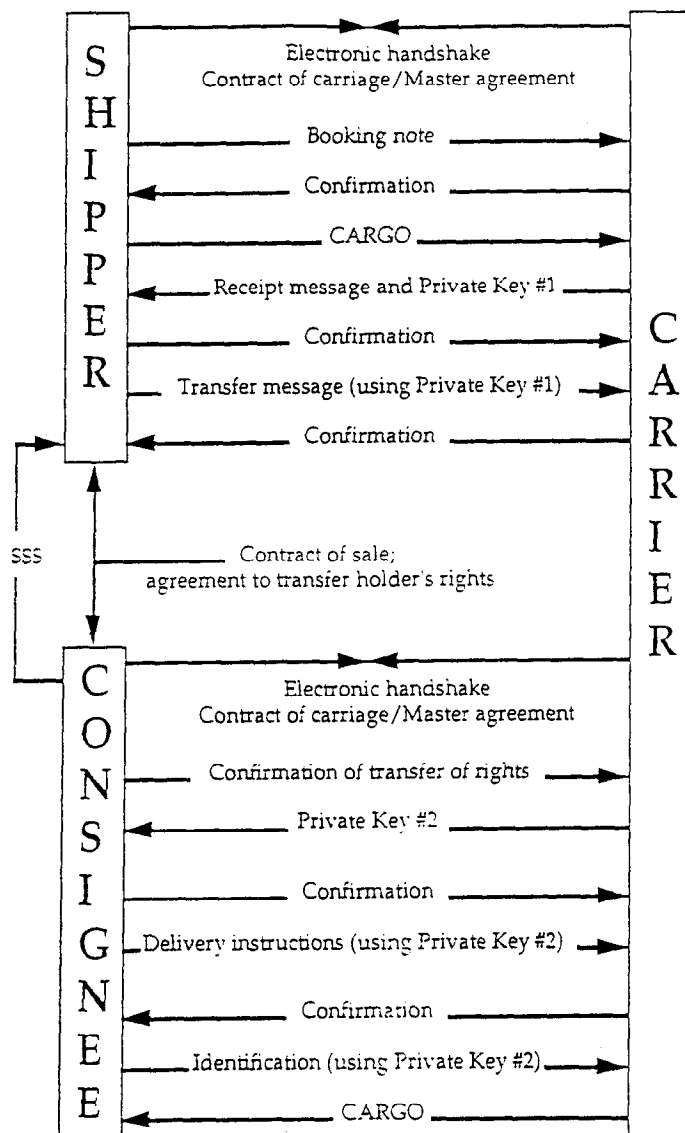 SHIPPER
Electronic handshake
Contract of carriage/Master agreement
Booking note
Confirmation
CARGO
Receipt message and Private Key #1
Confirmation
Transfer message (using Private Key #1)
Confirmation
CARRIER
SSS
Contract of sale;
agreement to transfer holder's rights
CONSIGNEE
Electronic handshake
Contract of carriage/Master agreement
Confirmation of transfer of rights
Private Key #2
Confirmation
Delivery instructions (using Private Key #2)
Confirmation
Identification (using Private Key #2)
CARGO